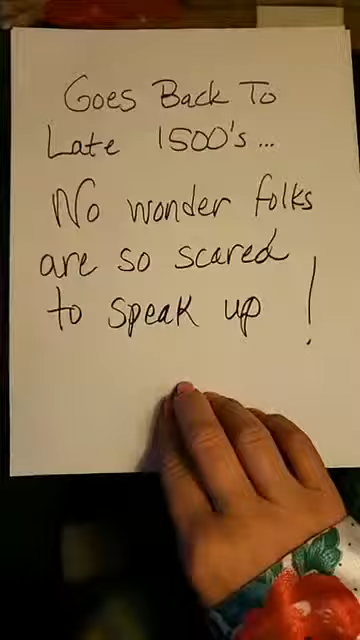 Goes Back To
Late 1500's...
No wonder folks
are so scared
to speak up!